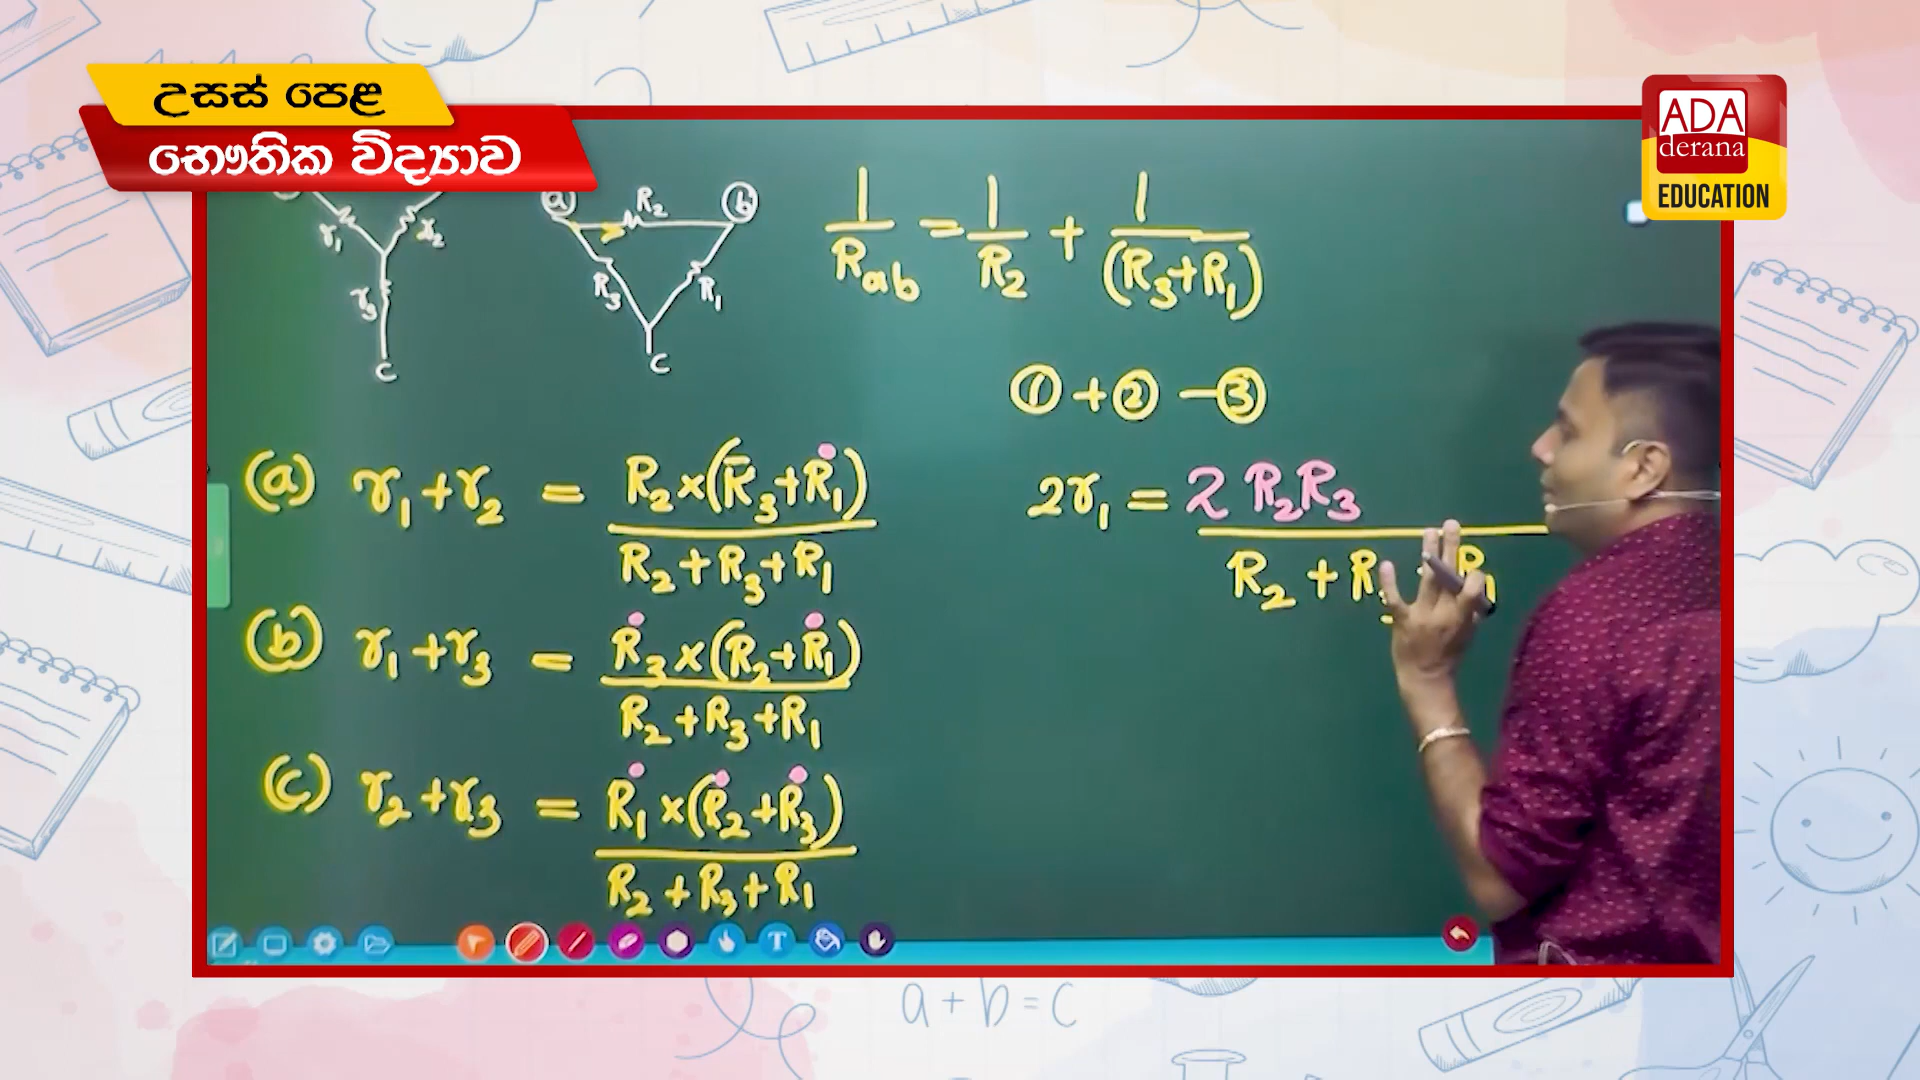 උසස් පෙළ
භෞතික විද්‍යාව
ADA
derana
EDUCATION
r₁ r₂
r₃
C
a R₂ b
R₃ R₁
C
1/R_ab = 1/R₂ + 1/(R₃+R₁)
① + ② - ③
(a) r₁+r₂ = R₂×(R₃+R₁)/R₂+R₃+R₁
2r₁ = 2 R₂R₃/R₂ + R
(b) r₁+r₃ = R₃×(R₂+R₁)/R₂+R₃+R₁
(c) r₂+r₃ = R₁×(R₂+R₃)/R₂+R₃+R₁
T
a+b=c